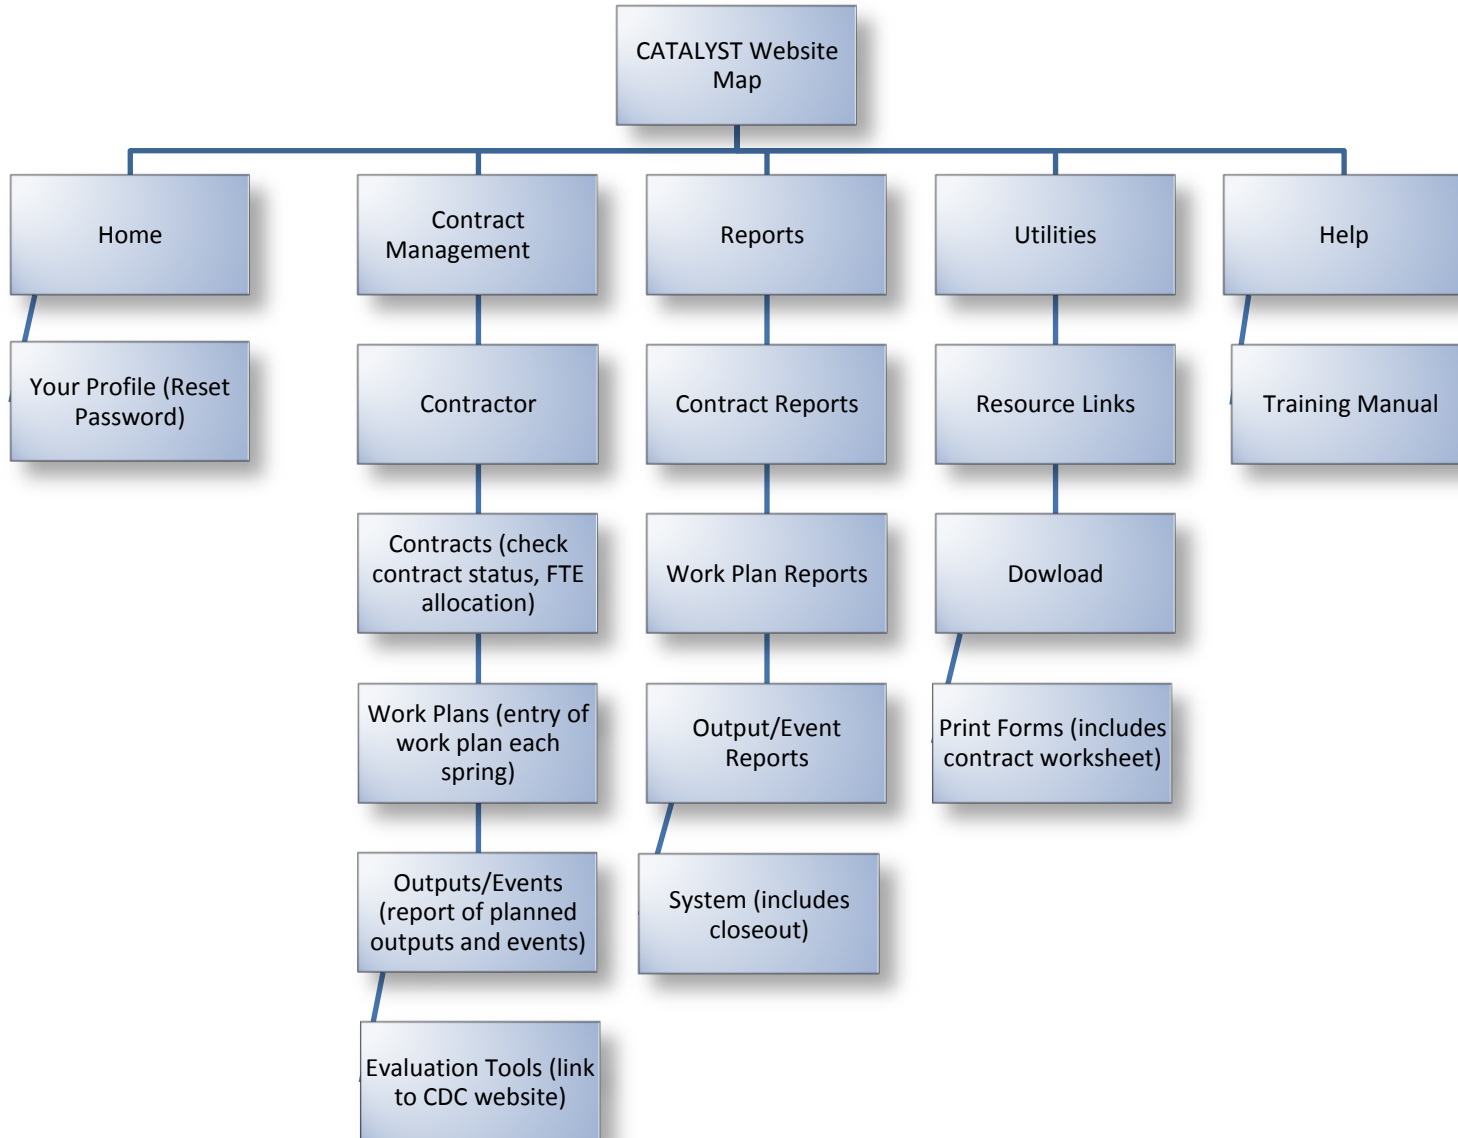 CATALYST Website
Map
Home
Contract
Management
Reports
Utilities
Help
Your Profile (Reset
Password)
Contractor
Contract Reports
Resource Links
Training Manual
Contracts (check
contract status, FTE
allocation)
Work Plan Reports
Dowload
Work Plans (entry of
work plan each
spring)
Output/Event
Reports
Print Forms (includes
contract worksheet)
Outputs/Events
(report of planned
outputs and events)
System (includes
closeout)
Evaluation Tools (link
to CDC website)